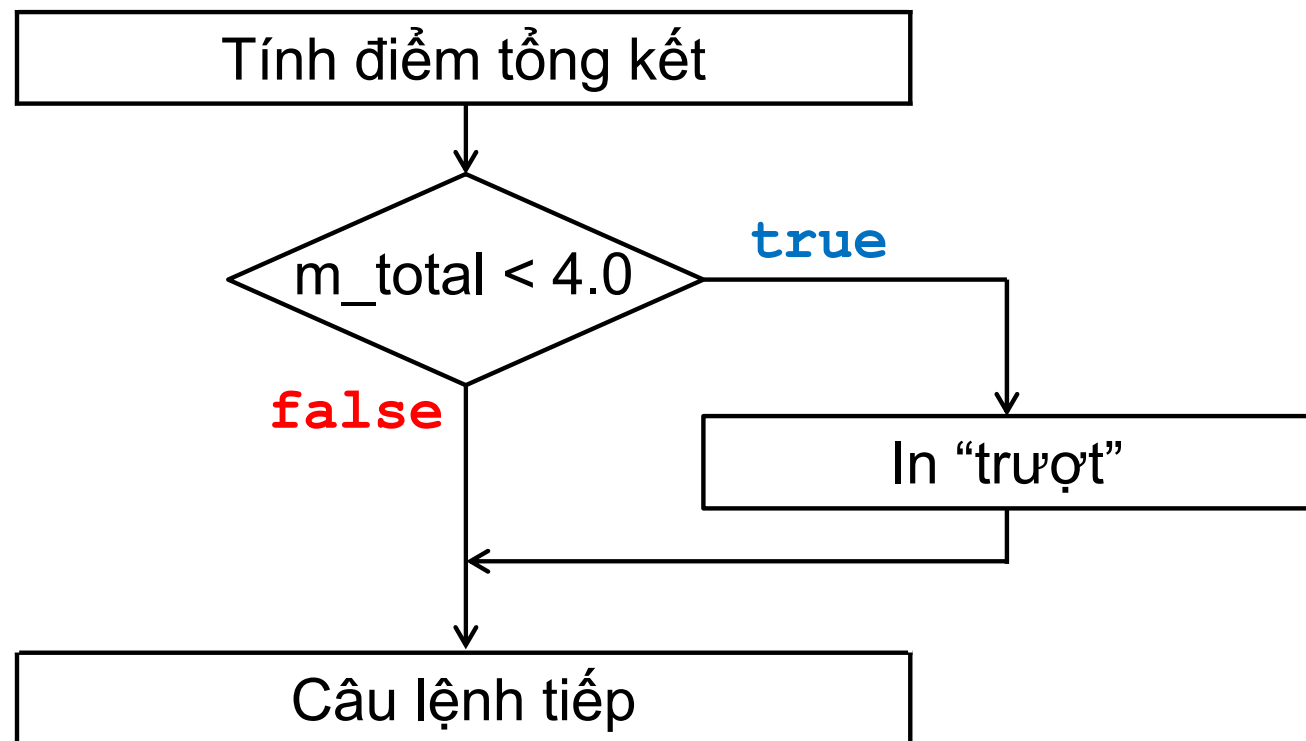 Tính điểm tổng kết
m_total < 4.0
true
false
In “trượt”
Câu lệnh tiếp